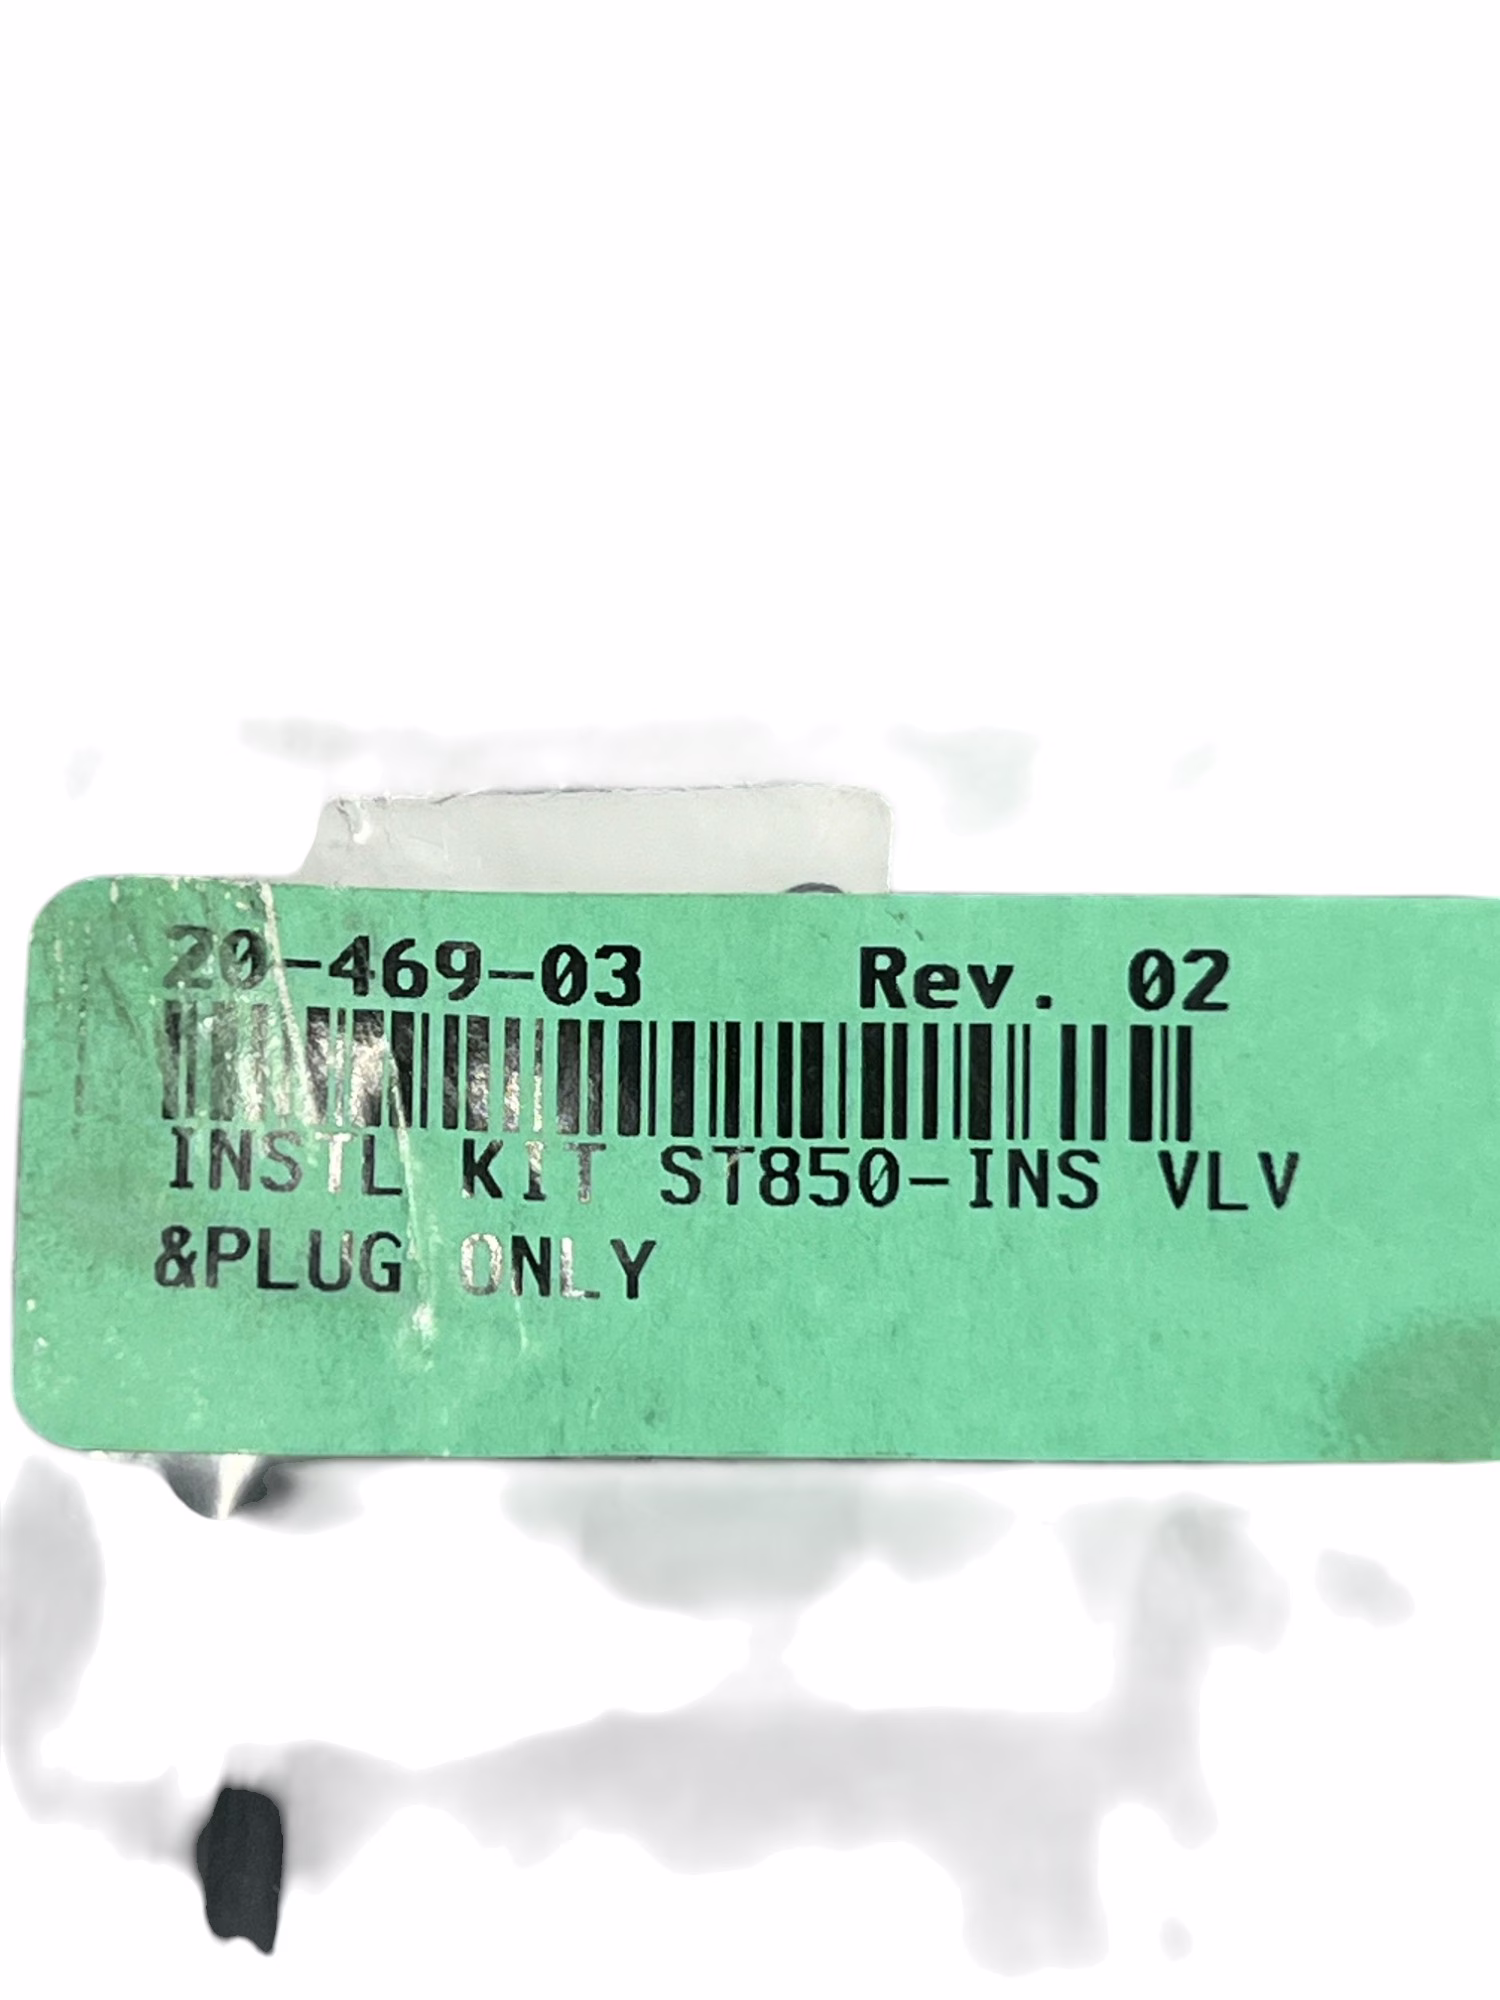 20-469-03 Rev. 02
INSTL KIT ST850-INS VLV
&PLUG ONLY